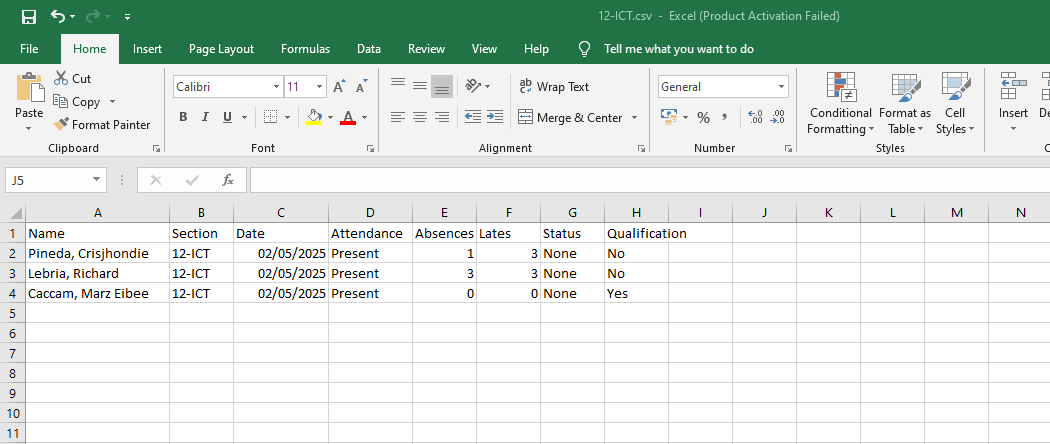 12-ICT.csv - Excel (Product Activation Failed)
File Home Insert Page Layout Formulas Data Review View Help Tell me what you want to do
Paste
Cut
Copy
Format Painter
Clipboard
Calibri 11 A A
B I U A
Font
ab c Wrap Text
Merge & Center
Alignment
General
% , .00 .0
Number
Conditional Formatting
Format as Table
Cell Styles
Styles
Insert
J5 fx
A B C D E F G H I J K L M N
1 Name Section Date Attendance Absences Lates Status Qualification
2 Pineda, Crisjhondie 12-ICT 02/05/2025 Present 1 3 None No
3 Lebria, Richard 12-ICT 02/05/2025 Present 3 3 None No
4 Caccam, Marz Eibee 12-ICT 02/05/2025 Present 0 0 None Yes
5
6
7
8
9
10
11